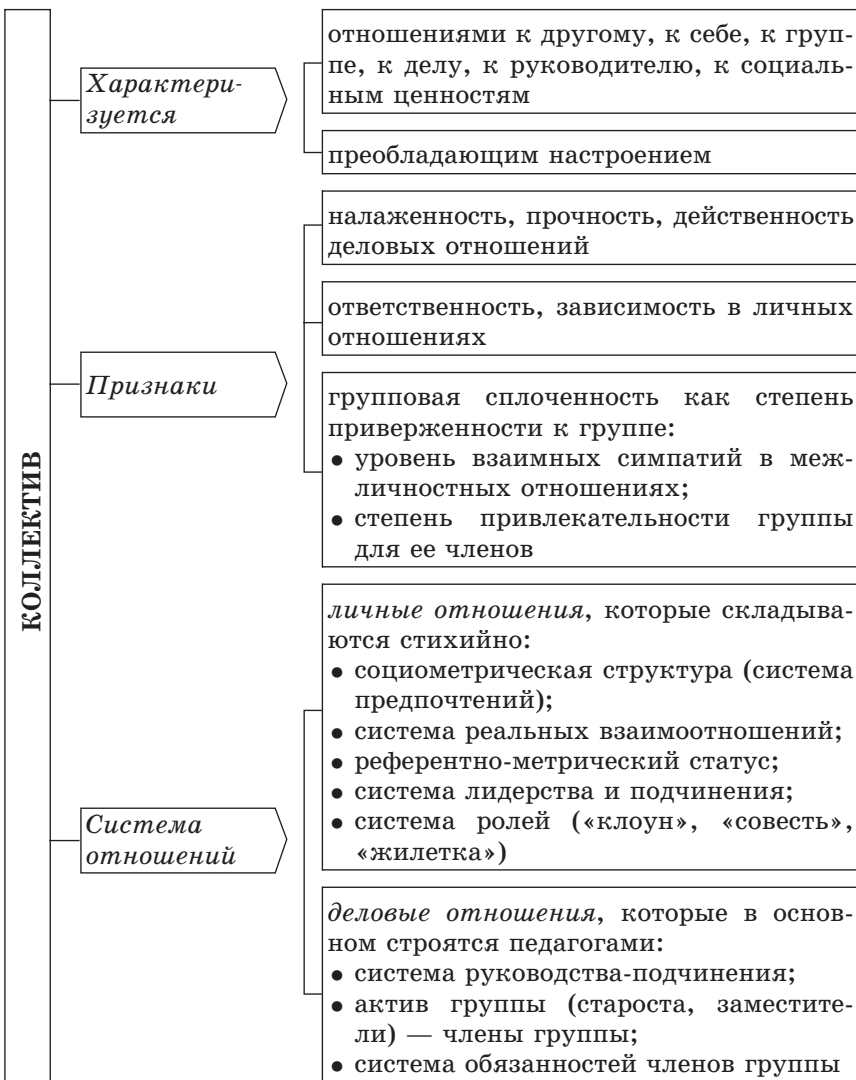 КОЛЛЕКТИВ
Характери-
зуется
отношениями к другому, к себе, к груп-
пе, к делу, к руководителю, к социаль-
ным ценностям
преобладающим настроением
Признаки
налаженность, прочность, действенность
деловых отношений
ответственность, зависимость в личных
отношениях
групповая сплоченность как степень
приверженности к группе:
• уровень взаимных симпатий в меж-
личностных отношениях;
• степень привлекательности группы
для ее членов
Система
отношений
личные отношения, которые складыва-
ются стихийно:
• социометрическая структура (система
предпочтений);
• система реальных взаимоотношений;
• референтно-метрический статус;
• система лидерства и подчинения;
• система ролей («клоун», «совесть»,
«жилетка»)
деловые отношения, которые в основ-
ном строятся педагогами:
• система руководства-подчинения;
• актив группы (староста, заместите-
ли) — члены группы;
• система обязанностей членов группы